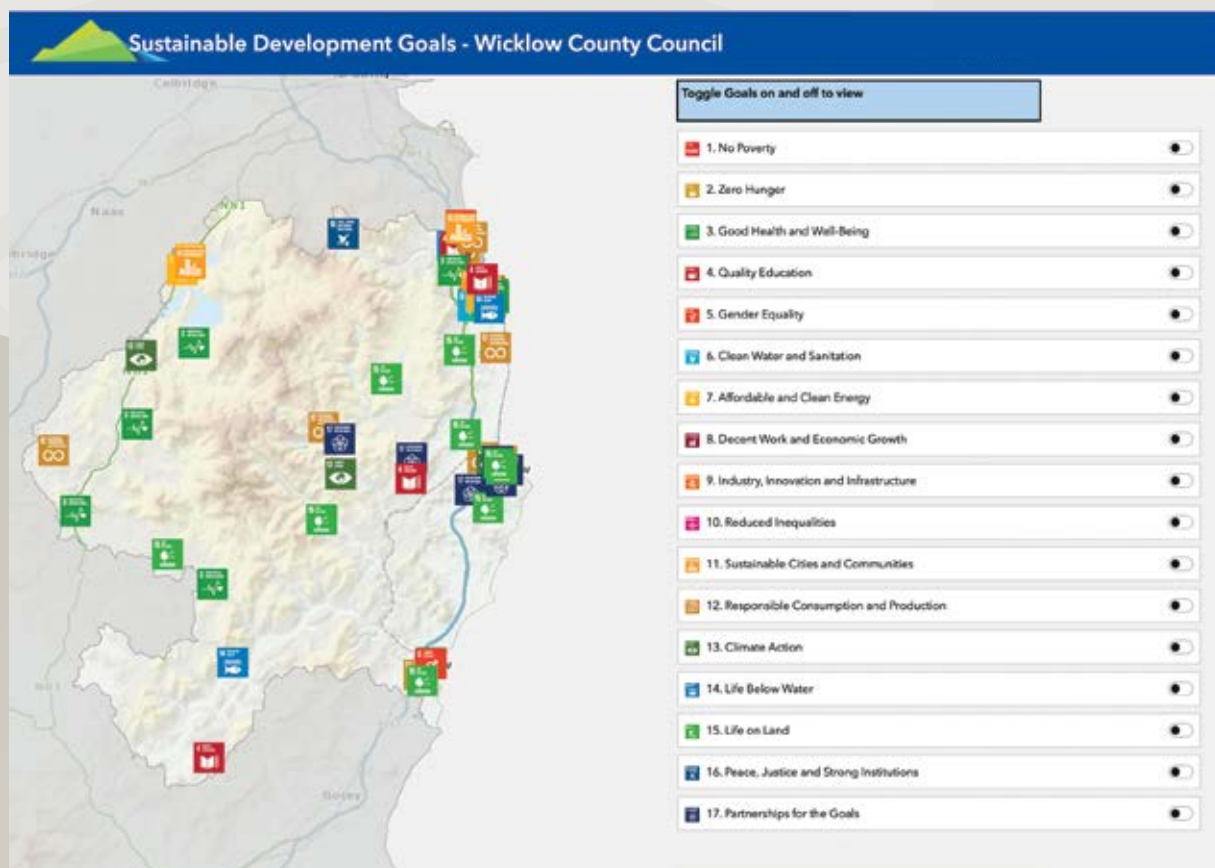 Sustainable Development Goals - Wicklow County Council
Celbridge
Naas
NN1
Gorey
Toggle Goals on and off to view
1. No Poverty
2. Zero Hunger
3. Good Health and Well-Being
4. Quality Education
5. Gender Equality
6. Clean Water and Sanitation
7. Affordable and Clean Energy
8. Decent Work and Economic Growth
9. Industry, Innovation and Infrastructure
10. Reduced Inequalities
11. Sustainable Cities and Communities
12. Responsible Consumption and Production
13. Climate Action
14. Life Below Water
15. Life on Land
16. Peace, Justice and Strong Institutions
17. Partnerships for the Goals